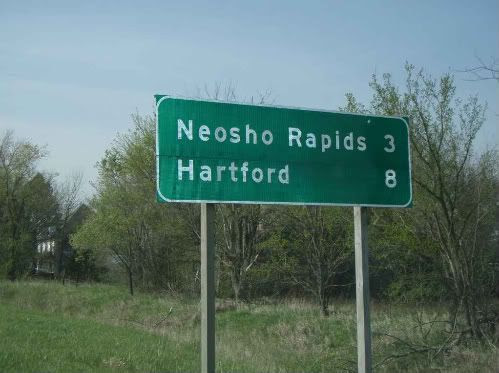 Neosho Rapids 3
Hartford 8